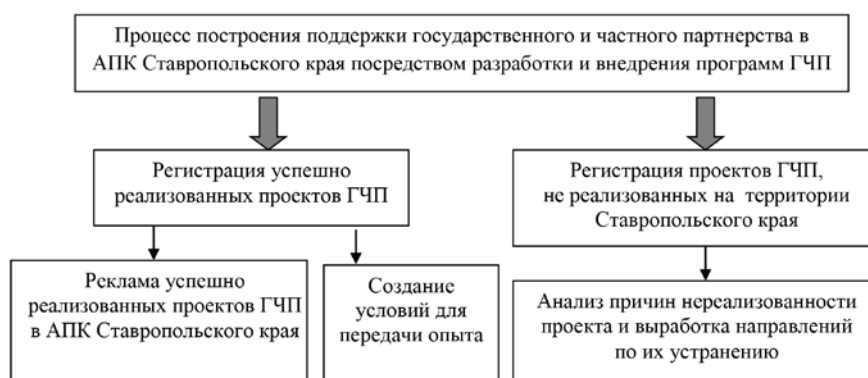 Процесс построения поддержки государственного и частного партнерства в
АПК Ставропольского края посредством разработки и внедрения программ ГЧП
Регистрация успешно
реализованных проектов ГЧП
Регистрация проектов ГЧП,
не реализованных на территории
Ставропольского края
Реклама успешно
реализованных проектов ГЧП
в АПК Ставропольского края
Создание
условий для
передачи опыта
Анализ причин нереализованности
проекта и выработка направлений
по их устранению